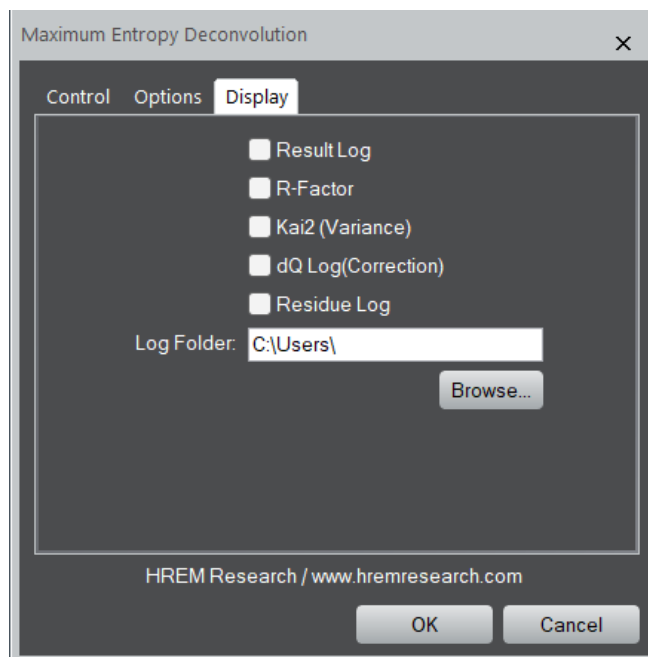 Maximum Entropy Deconvolution
Control Options Display
Result Log
R-Factor
Kai2 (Variance)
dQ Log(Correction)
Residue Log
Log Folder: C:\Users\
Browse...
HREM Research / www.hremresearch.com
OK Cancel